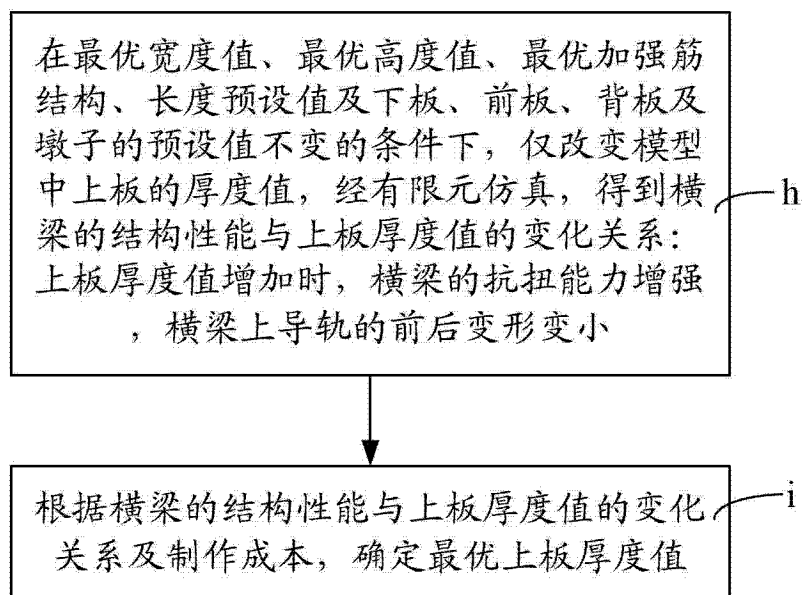 在最优宽度值、最优高度值、最优加强筋
结构、长度预设值及下板、前板、背板及
墩子的预设值不变的条件下，仅改变模型
中上板的厚度值，经有限元仿真，得到横
梁的结构性能与上板厚度值的变化关系：
上板厚度值增加时，横梁的抗扭能力增强
，横梁上导轨的前后变形变小
h
根据横梁的结构性能与上板厚度值的变化
关系及制作成本，确定最优上板厚度值
i